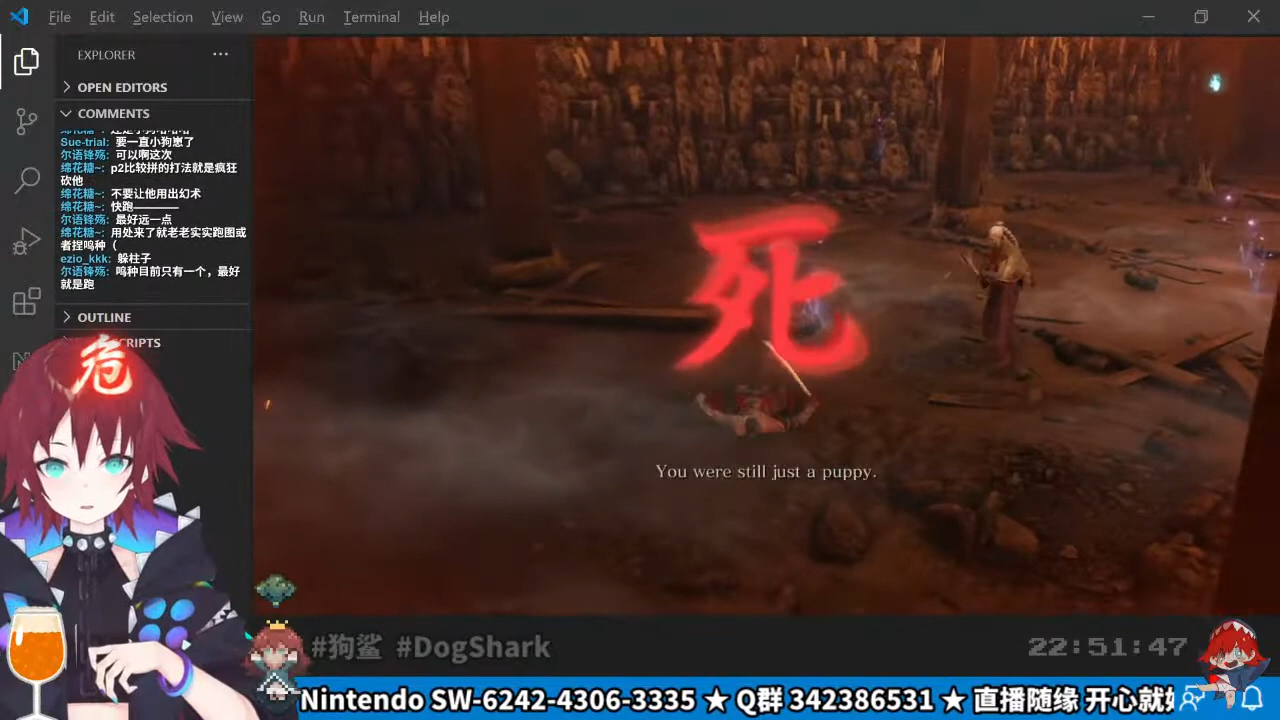 File Edit Selection View Go Run Terminal Help
EXPLORER
OPEN EDITORS
COMMENTS
Sue-trial: 要一直小狗崽了
尔语锋殇: 可以啊这次
绵花糖~: p2比较拼的打法就是疯狂
砍他
绵花糖~: 不要让他用出幻术
绵花糖~: 快跑————
尔语锋殇: 最好远一点
绵花糖~: 用处来了就老老实实跑图或
者捏鸣种（
ezio_kkk: 躲柱子
尔语锋殇: 鸣种目前只有一个，最好
就是跑
OUTLINE
SCRIPTS
危
死
You were still just a puppy.
#狗鲨 #DogShark
22:51:47
Nintendo SW-6242-4306-3335 ★ Q群 342386531 ★ 直播随缘 开心就好